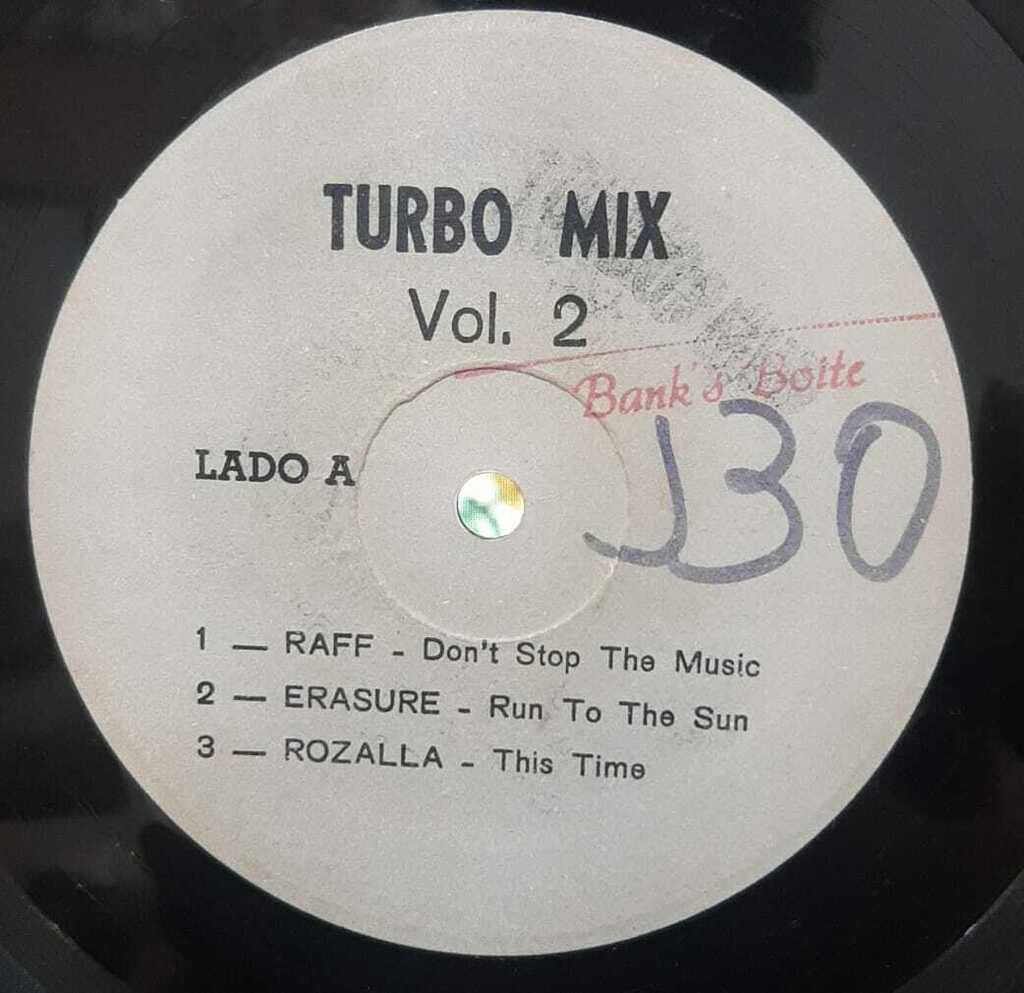 TURBO MIX
Vol. 2
Bank's Boite
LADO A
130
1 — RAFF - Don't Stop The Music
2 — ERASURE - Run To The Sun
3 — ROZALLA - This Time